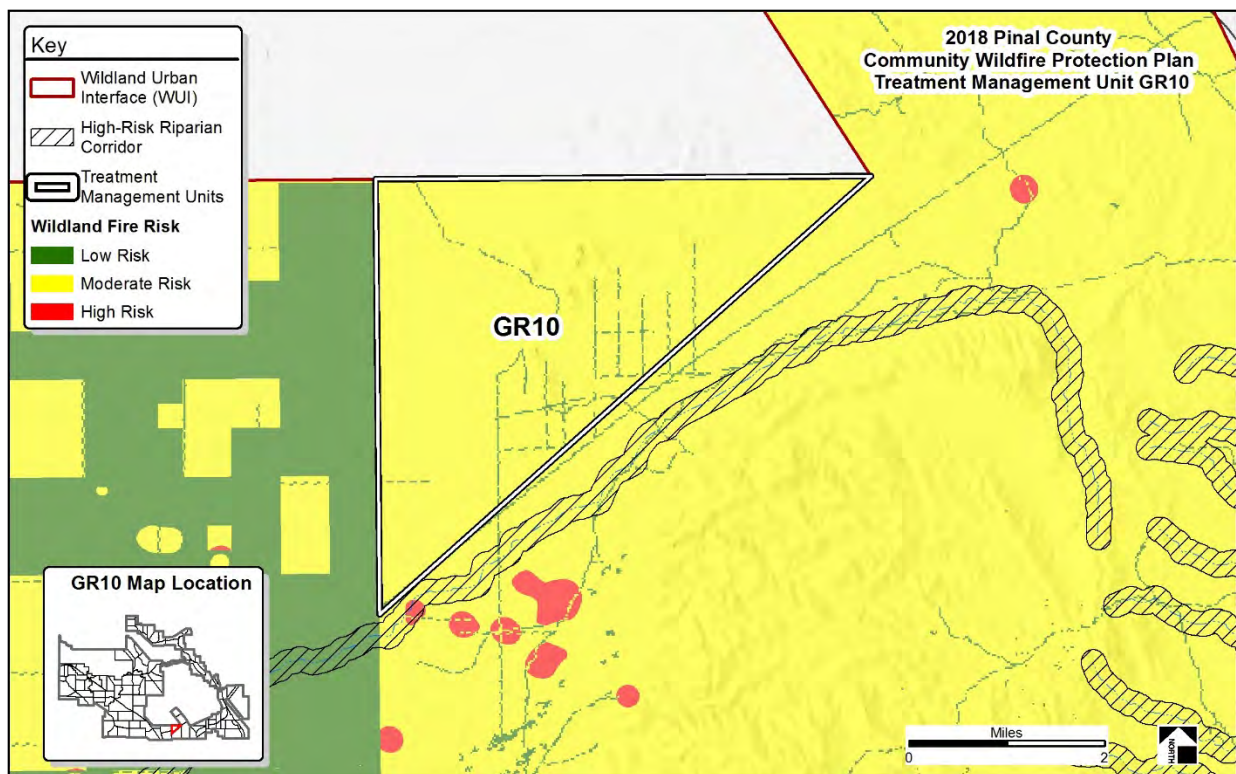 Key
Wildland Urban
Interface (WUI)
High-Risk Riparian
Corridor
Treatment
Management Units
Wildland Fire Risk
Low Risk
Moderate Risk
High Risk
2018 Pinal County
Community Wildfire Protection Plan
Treatment Management Unit GR10
GR10
GR10 Map Location
Miles
0 2
NORTH